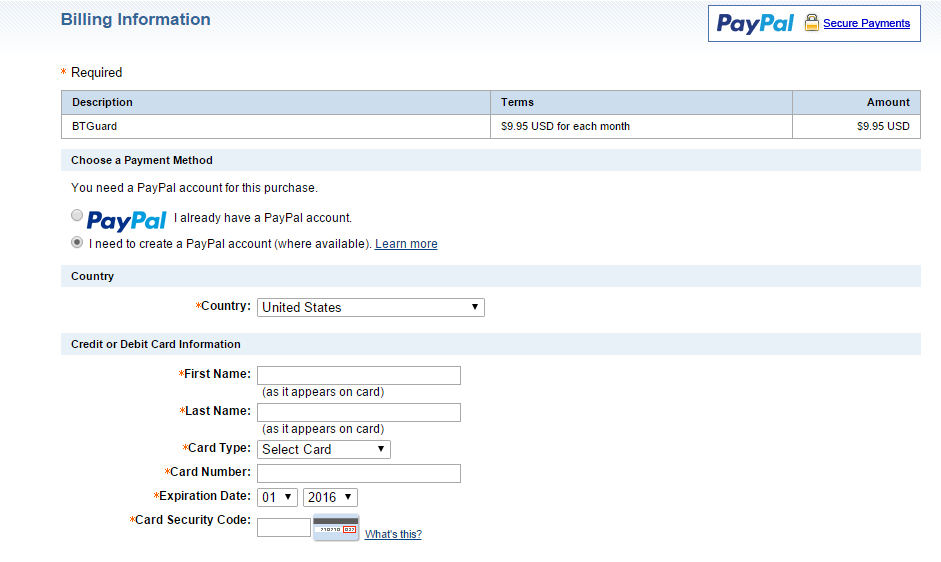 Billing Information
PayPal Secure Payments
* Required
Description Terms Amount
BTGuard $9.95 USD for each month $9.95 USD
Choose a Payment Method
You need a PayPal account for this purchase.
PayPal I already have a PayPal account.
I need to create a PayPal account (where available). Learn more
Country
*Country: United States
Credit or Debit Card Information
*First Name:
(as it appears on card)
*Last Name:
(as it appears on card)
*Card Type: Select Card
*Card Number:
*Expiration Date: 01 2016
*Card Security Code: What's this?